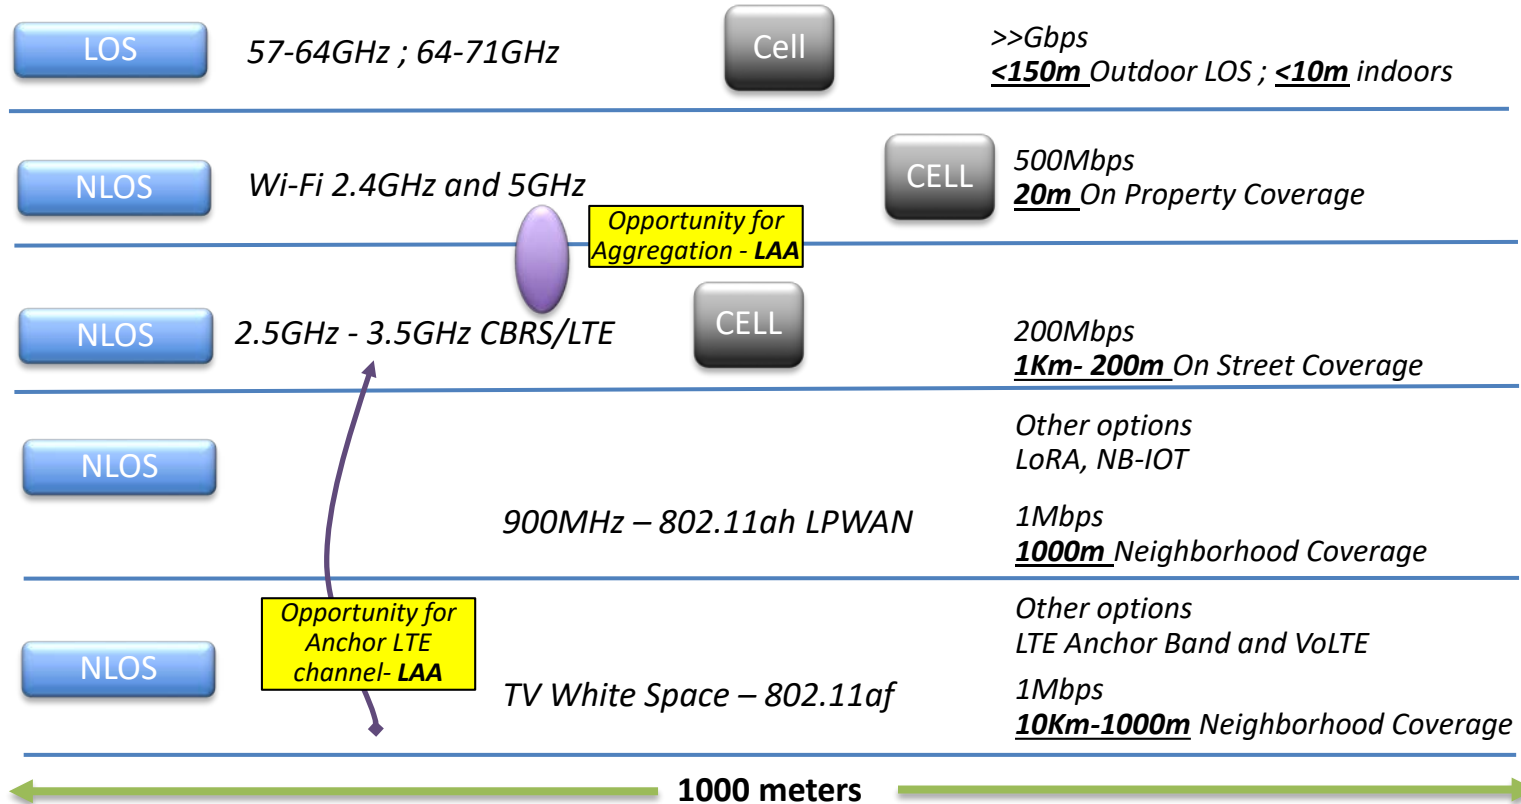 LOS
57-64GHz ; 64-71GHz
Cell
>>Gbps
<150m Outdoor LOS ; <10m indoors
NLOS
Wi-Fi 2.4GHz and 5GHz
CELL
500Mbps
20m On Property Coverage
Opportunity for
Aggregation - LAA
NLOS
2.5GHz - 3.5GHz CBRS/LTE
CELL
200Mbps
1Km- 200m On Street Coverage
NLOS
Other options
LoRA, NB-IOT
900MHz – 802.11ah LPWAN
1Mbps
1000m Neighborhood Coverage
NLOS
Opportunity for
Anchor LTE
channel- LAA
TV White Space – 802.11af
Other options
LTE Anchor Band and VoLTE
1Mbps
10Km-1000m Neighborhood Coverage
1000 meters